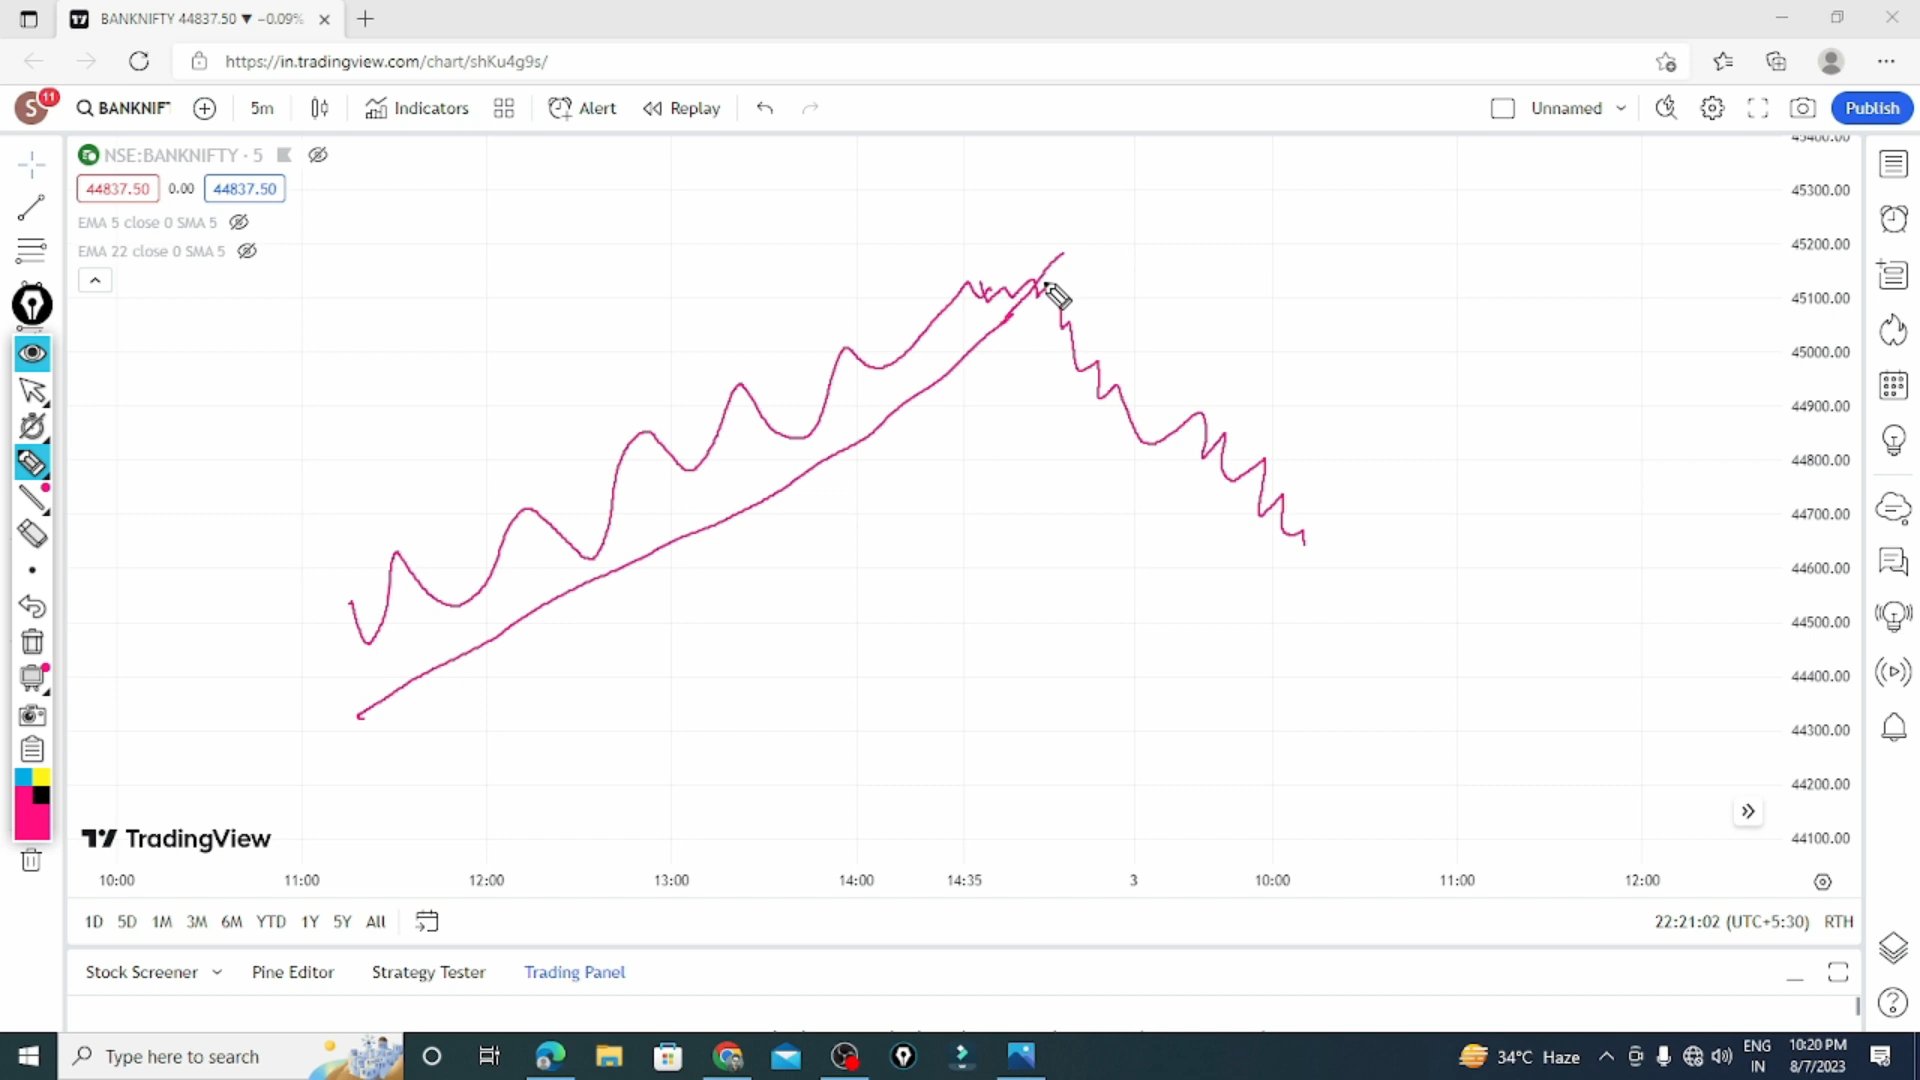 BANKNIFTY 44837.50 ▼ −0.09%
https://in.tradingview.com/chart/shKu4g9s/
S 11 BANKNIF 5m Indicators Alert Replay Unnamed Publish
NSE:BANKNIFTY · 5
44837.50 0.00 44837.50
EMA 5 close 0 SMA 5
EMA 22 close 0 SMA 5
45400.00
45300.00
45200.00
45100.00
45000.00
44900.00
44800.00
44700.00
44600.00
44500.00
44400.00
44300.00
44200.00
44100.00
TradingView
10:00 11:00 12:00 13:00 14:00 14:35 3 10:00 11:00 12:00
1D 5D 1M 3M 6M YTD 1Y 5Y All 22:21:02 (UTC+5:30) RTH
Stock Screener Pine Editor Strategy Tester Trading Panel
Type here to search 34°C Haze ENG IN 10:20 PM 8/7/2023